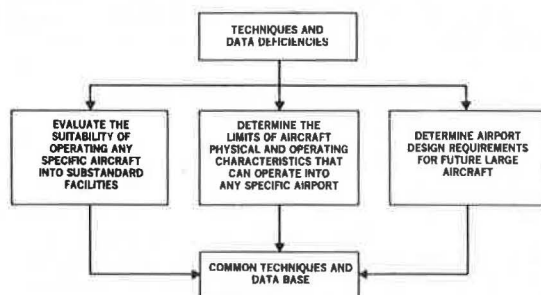 TECHNIQUES AND
DATA DEFICIENCIES
EVALUATE THE
SUITABILITY OF
OPERATING ANY
SPECIFIC AIRCRAFT
INTO SUBSTANDARD
FACILITIES
DETERMINE THE
LIMITS OF AIRCRAFT
PHYSICAL AND OPERATING
CHARACTERISTICS THAT
CAN OPERATE INTO
ANY SPECIFIC AIRPORT
DETERMINE AIRPORT
DESIGN REQUIREMENTS
FOR FUTURE LARGE
AIRCRAFT
COMMON TECHNIQUES AND
DATA BASE